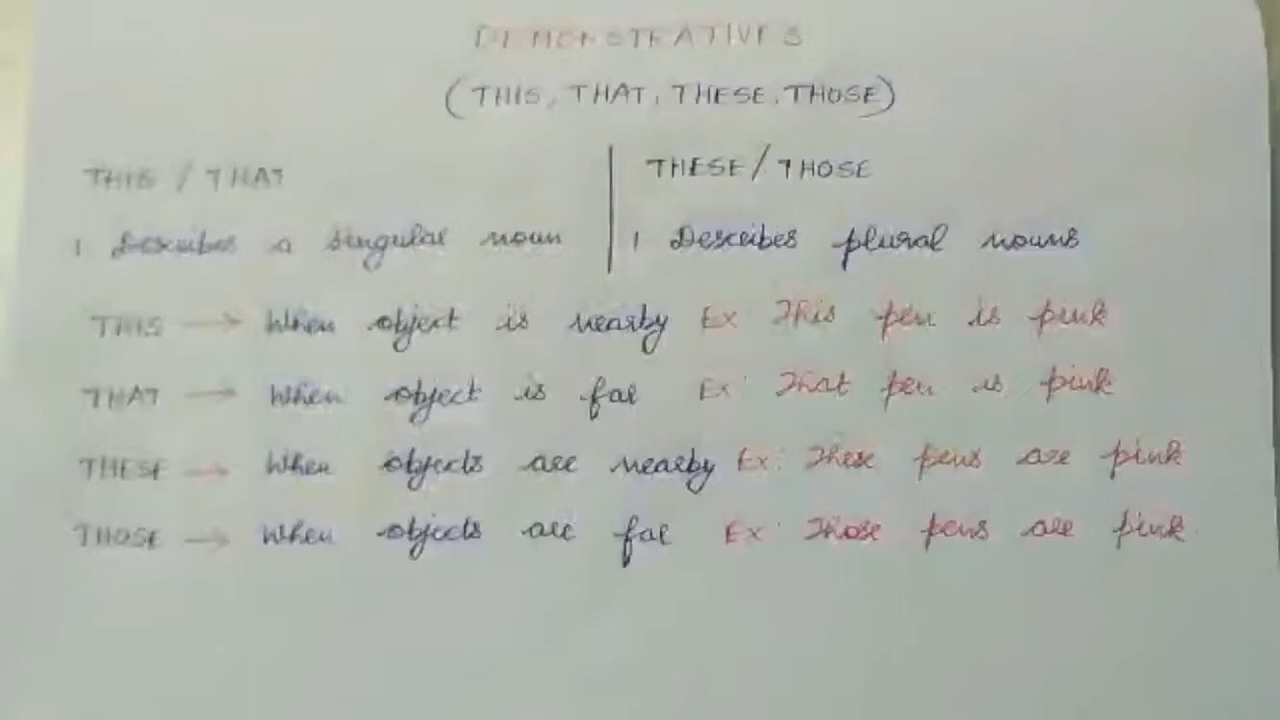 DEMONSTRATIVES
(THIS, THAT, THESE, THOSE)
THIS / THAT
1 Describes a singular noun
THESE / THOSE
1 Describes plural nouns
THIS → When object is nearby Ex This pen is pink
THAT → When object is far Ex: That pen is pink
THESE → When objects are nearby Ex: These pens are pink
THOSE → When objects are far Ex: Those pens are pink